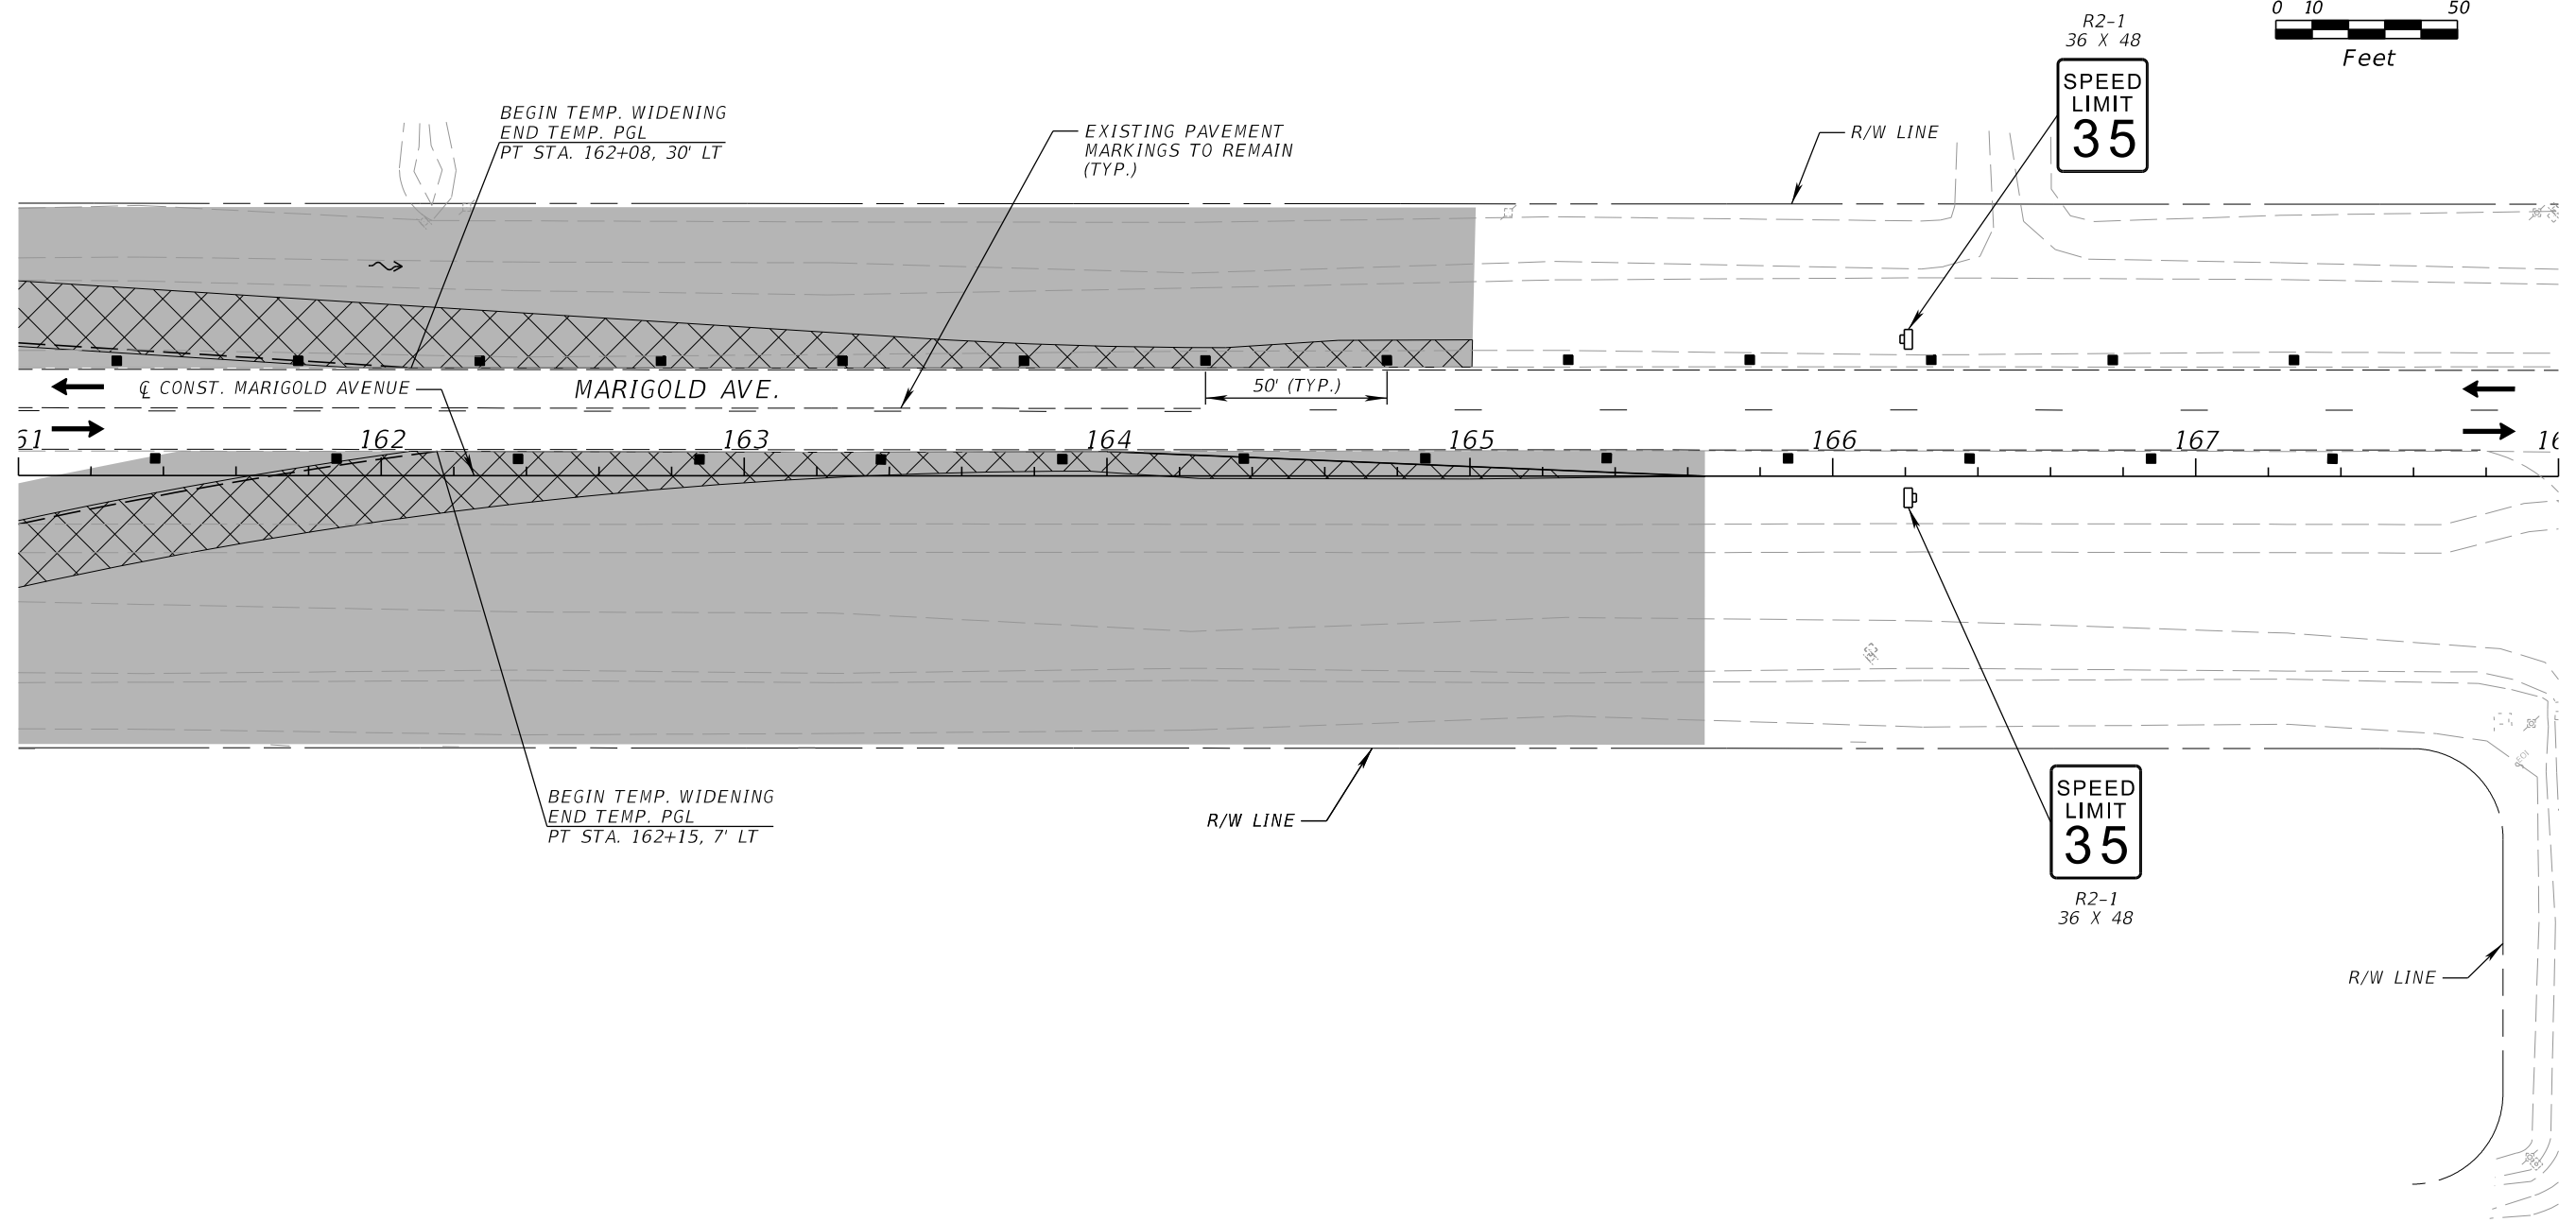 0 10 50
Feet
R2-1
36 X 48
SPEED
LIMIT
35
BEGIN TEMP. WIDENING
END TEMP. PGL
PT STA. 162+08, 30' LT
EXISTING PAVEMENT
MARKINGS TO REMAIN
(TYP.)
R/W LINE
℄ CONST. MARIGOLD AVENUE
MARIGOLD AVE.
50' (TYP.)
61 162 163 164 165 166 167 16
BEGIN TEMP. WIDENING
END TEMP. PGL
PT STA. 162+15, 7' LT
R/W LINE
SPEED
LIMIT
35
R2-1
36 X 48
R/W LINE